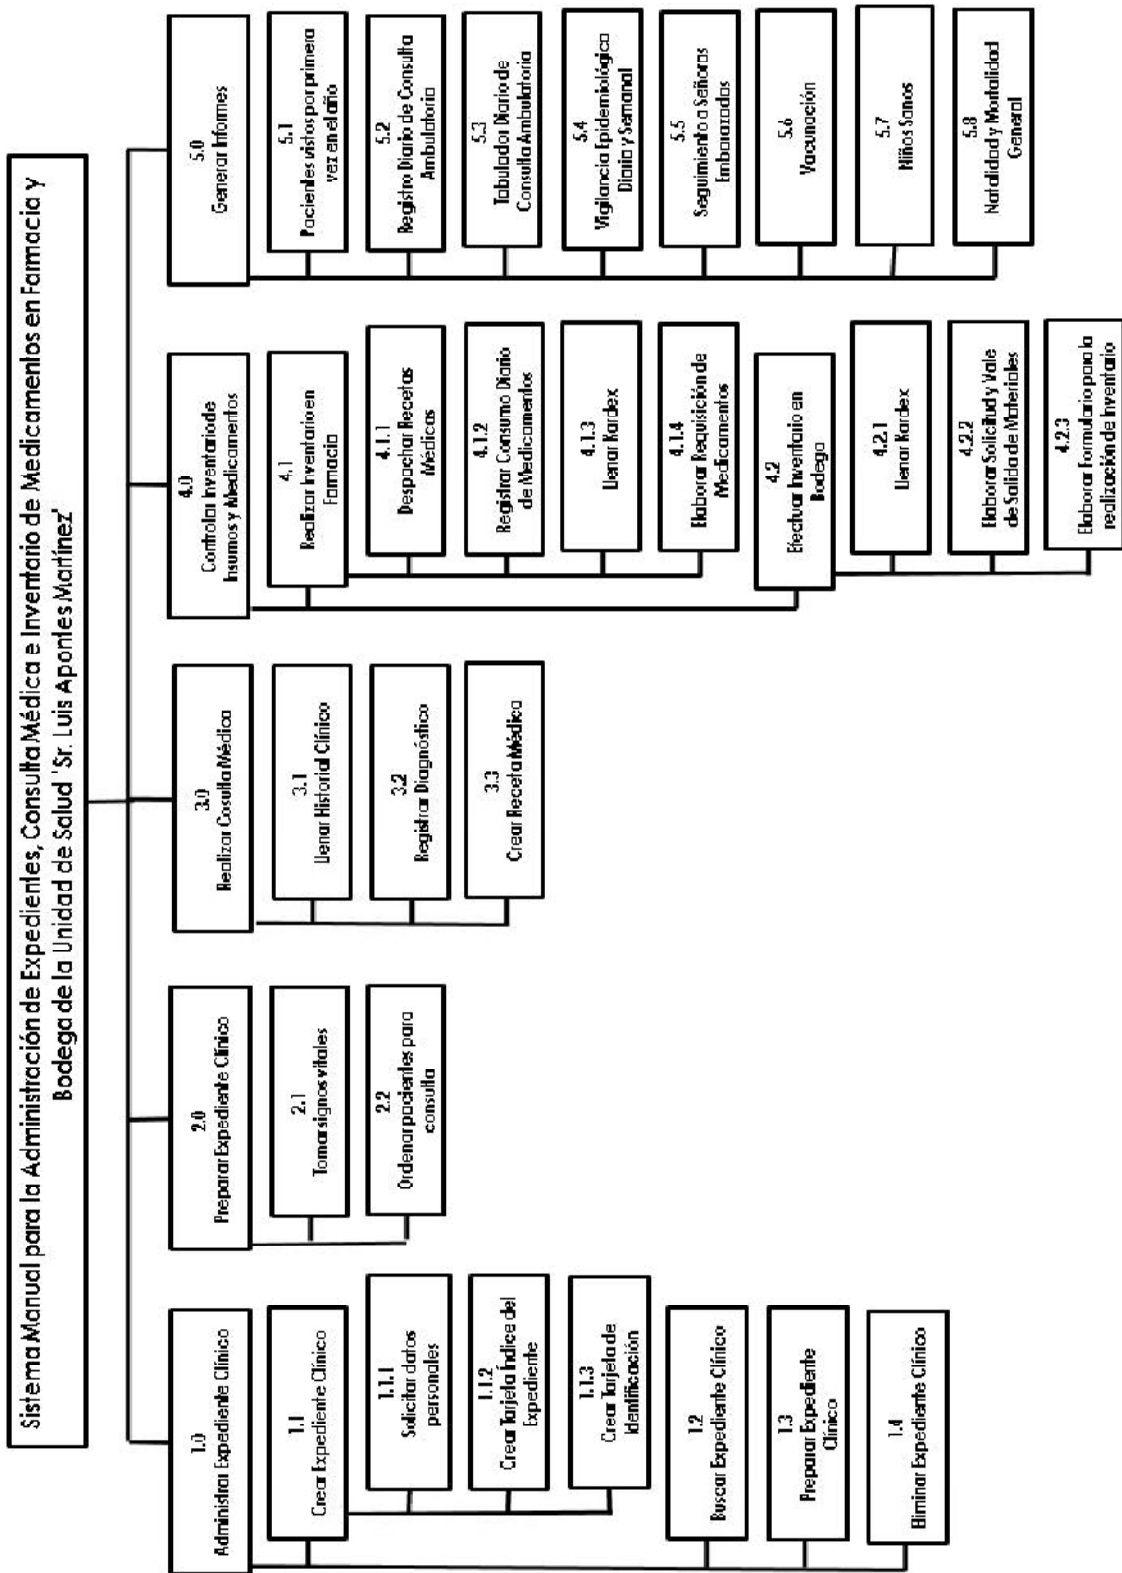 Sistema Manual para la Administración de Expedientes, Consulta Médica e Inventario de Medicamentos en Farmacia y
Bodega de la Unidad de Salud 'Sr. Luis Apontes Martínez'
1.0
Administrar Expediente Clínico
1.1
Crear Expediente Clínico
1.1.1
Solicitar datos
personales
1.1.2
Crear Tarjeta Índice del
Expediente
1.1.3
Crear Tarjeta de
Identificación
1.2
Buscar Expediente Clínico
1.3
Preparar Expediente
Clínico
1.4
Eliminar Expediente Clínico
2.0
Preparar Expediente Clínico
2.1
Tomar signos vitales
2.2
Ordenar pacientes para
consulta
3.0
Realizar Cosulta Médica
3.1
Llenar Historial Clínico
3.2
Registrar Diagnóstico
3.3
Crear Receta Médica
4.0
Controlar Inventario de
Insumos y Medicamentos
4.1
Realizar Inventario en
Farmacia
4.1.1
Despachar Recetas
Médicas
4.1.2
Registrar Consumo Diario
de Medicamentos
4.1.3
Llenar Kardex
4.1.4
Elaborar Requisición de
Medicamentos
4.2
Efectuar Inventario en
Bodega
4.2.1
Llenar Kardex
4.2.2
Elaborar Solicitud y Vale
de Salida de Materiales
4.2.3
Elaborar Formulario para la
realización de Inventario
5.0
Generar Informes
5.1
Pacientes vistos por primera
vez en el año
5.2
Registro Diario de Consulta
Ambulatoria
5.3
Tabulador Diario de
Consulta Ambulatoria
5.4
Vigilancia Epidemiológica
Diaria y Semanal
5.5
Seguimiento a Señoras
Embarazadas
5.6
Vacunación
5.7
Niños Sanos
5.8
Natalidad y Mortalidad
General